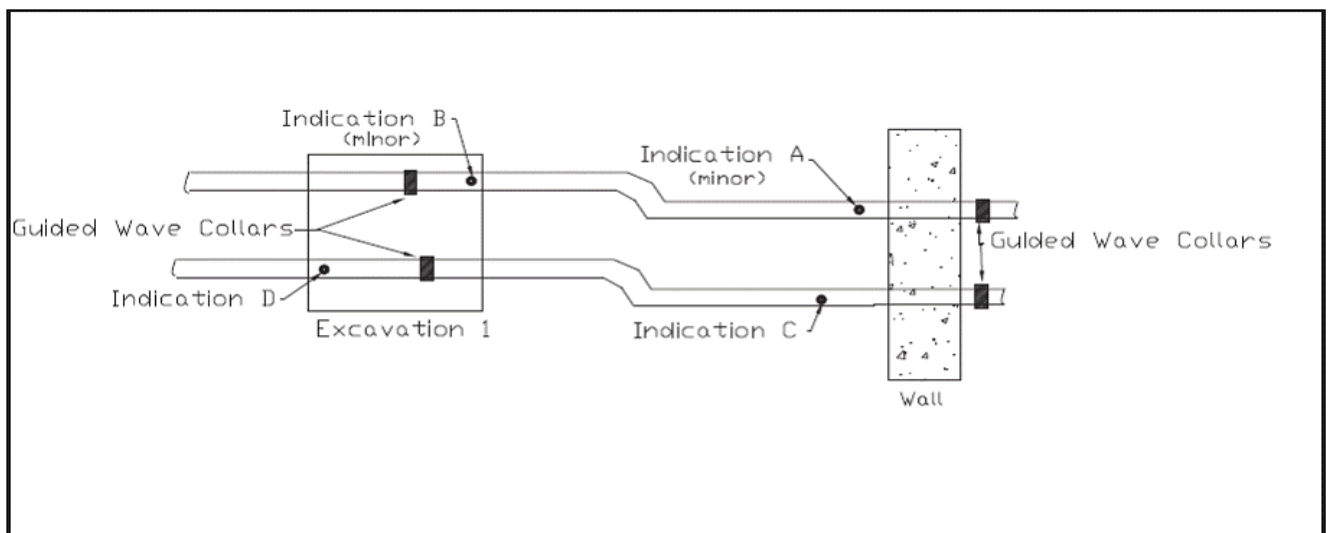 Indication B
(minor)
Indication A
(minor)
Guided Wave Collars
Guided Wave Collars
Indication D
Excavation 1
Indication C
Wall